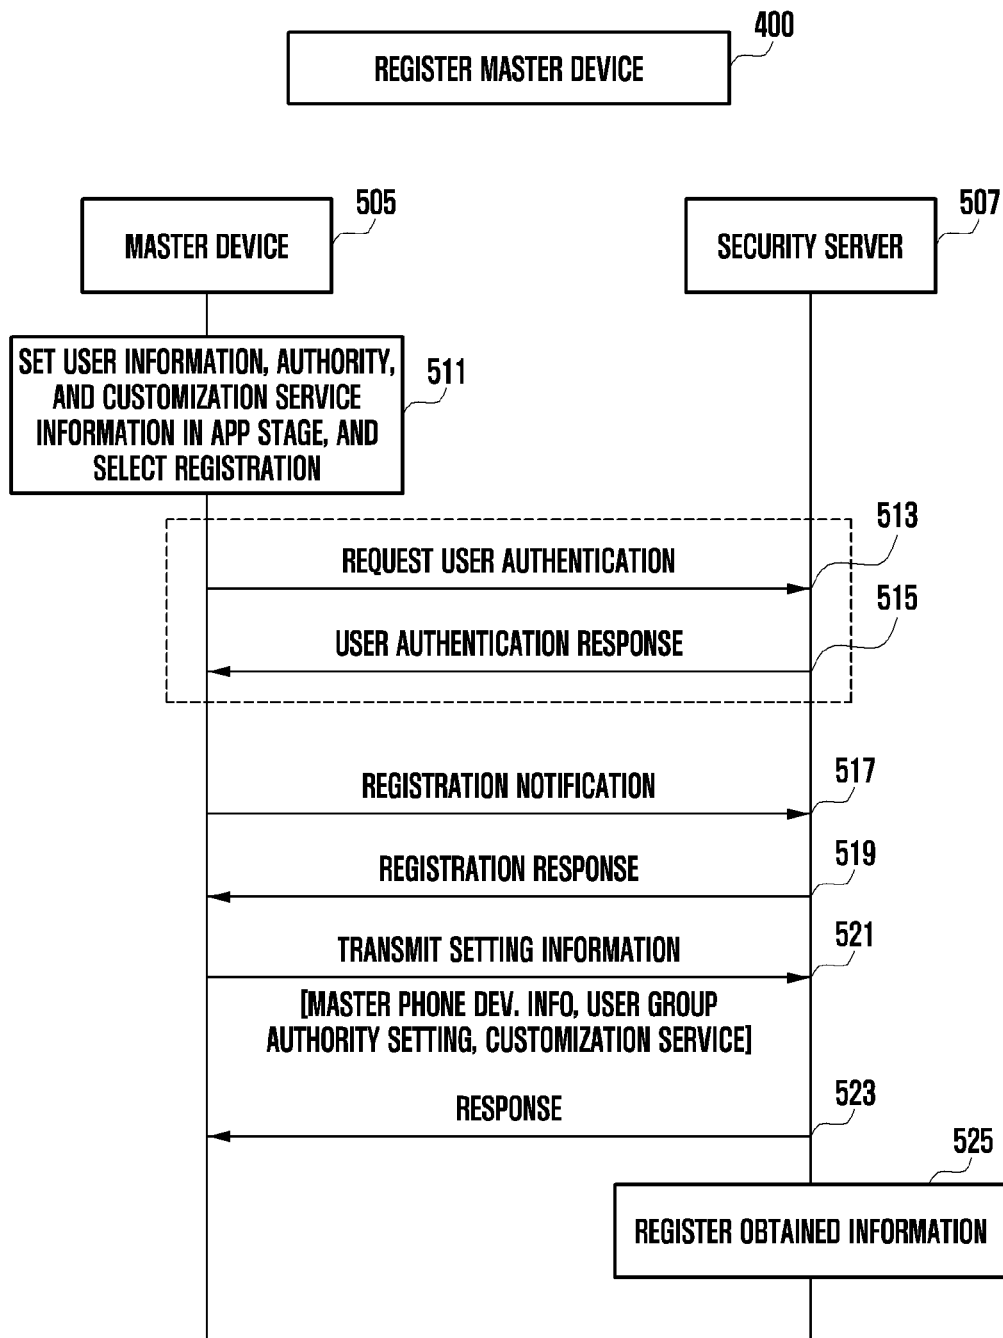 400
REGISTER MASTER DEVICE
505
507
MASTER DEVICE
SECURITY SERVER
SET USER INFORMATION, AUTHORITY,
AND CUSTOMIZATION SERVICE
INFORMATION IN APP STAGE, AND
SELECT REGISTRATION
511
513
REQUEST USER AUTHENTICATION
515
USER AUTHENTICATION RESPONSE
517
REGISTRATION NOTIFICATION
519
REGISTRATION RESPONSE
521
TRANSMIT SETTING INFORMATION
[MASTER PHONE DEV. INFO, USER GROUP
AUTHORITY SETTING, CUSTOMIZATION SERVICE]
523
RESPONSE
525
REGISTER OBTAINED INFORMATION